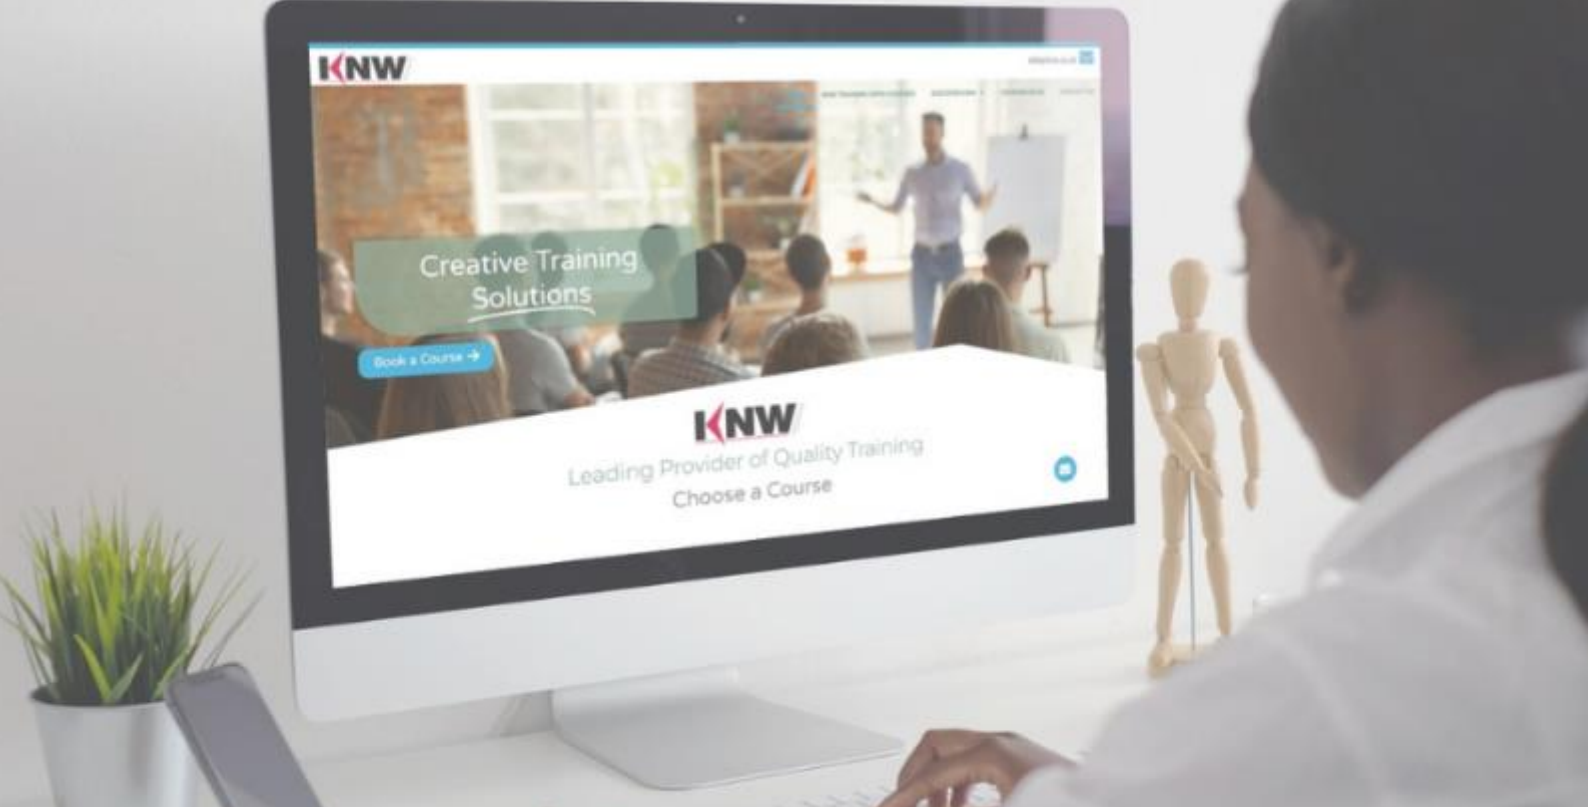 KNW
Creative Training
Solutions
Book a Course →
KNW
Leading Provider of Quality Training
Choose a Course